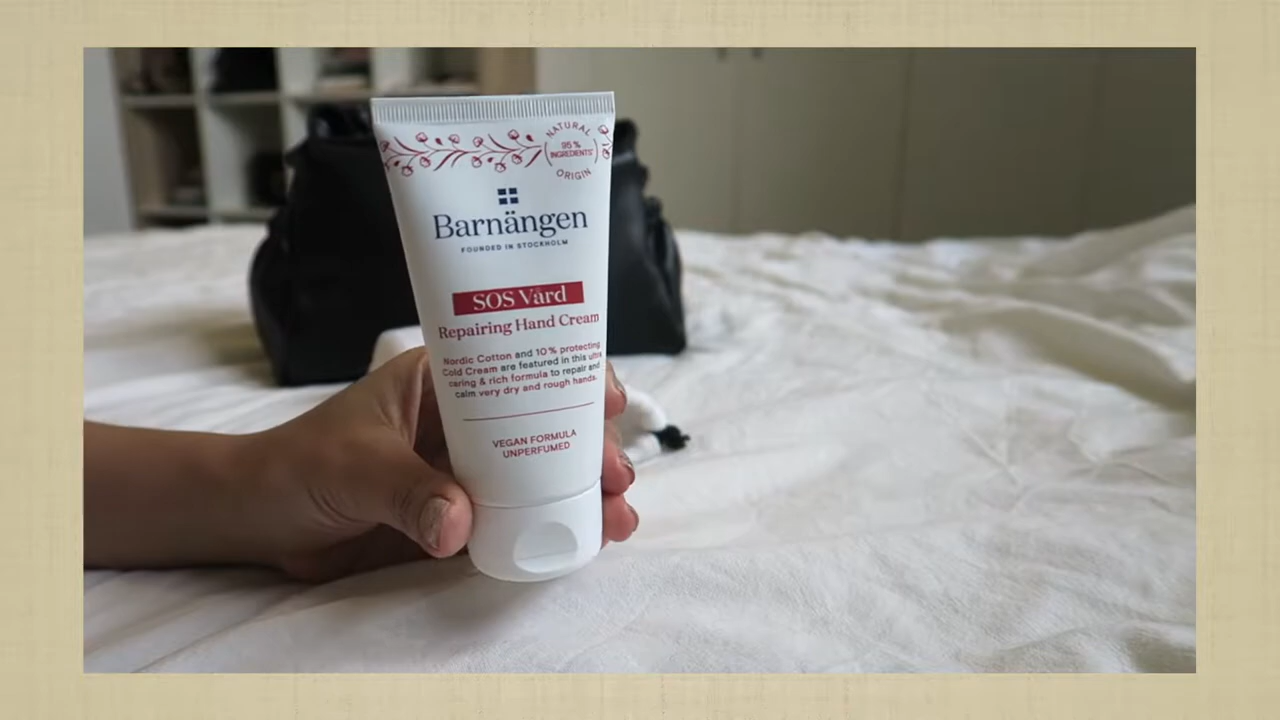 NATURAL
95 %
INGREDIENTS*
ORIGIN
Barnängen
FOUNDED IN STOCKHOLM
SOS Vård
Repairing Hand Cream
Nordic Cotton and 10 % protecting
Cold Cream are featured in this ultra
caring & rich formula to repair and
calm very dry and rough hands.
VEGAN FORMULA
UNPERFUMED